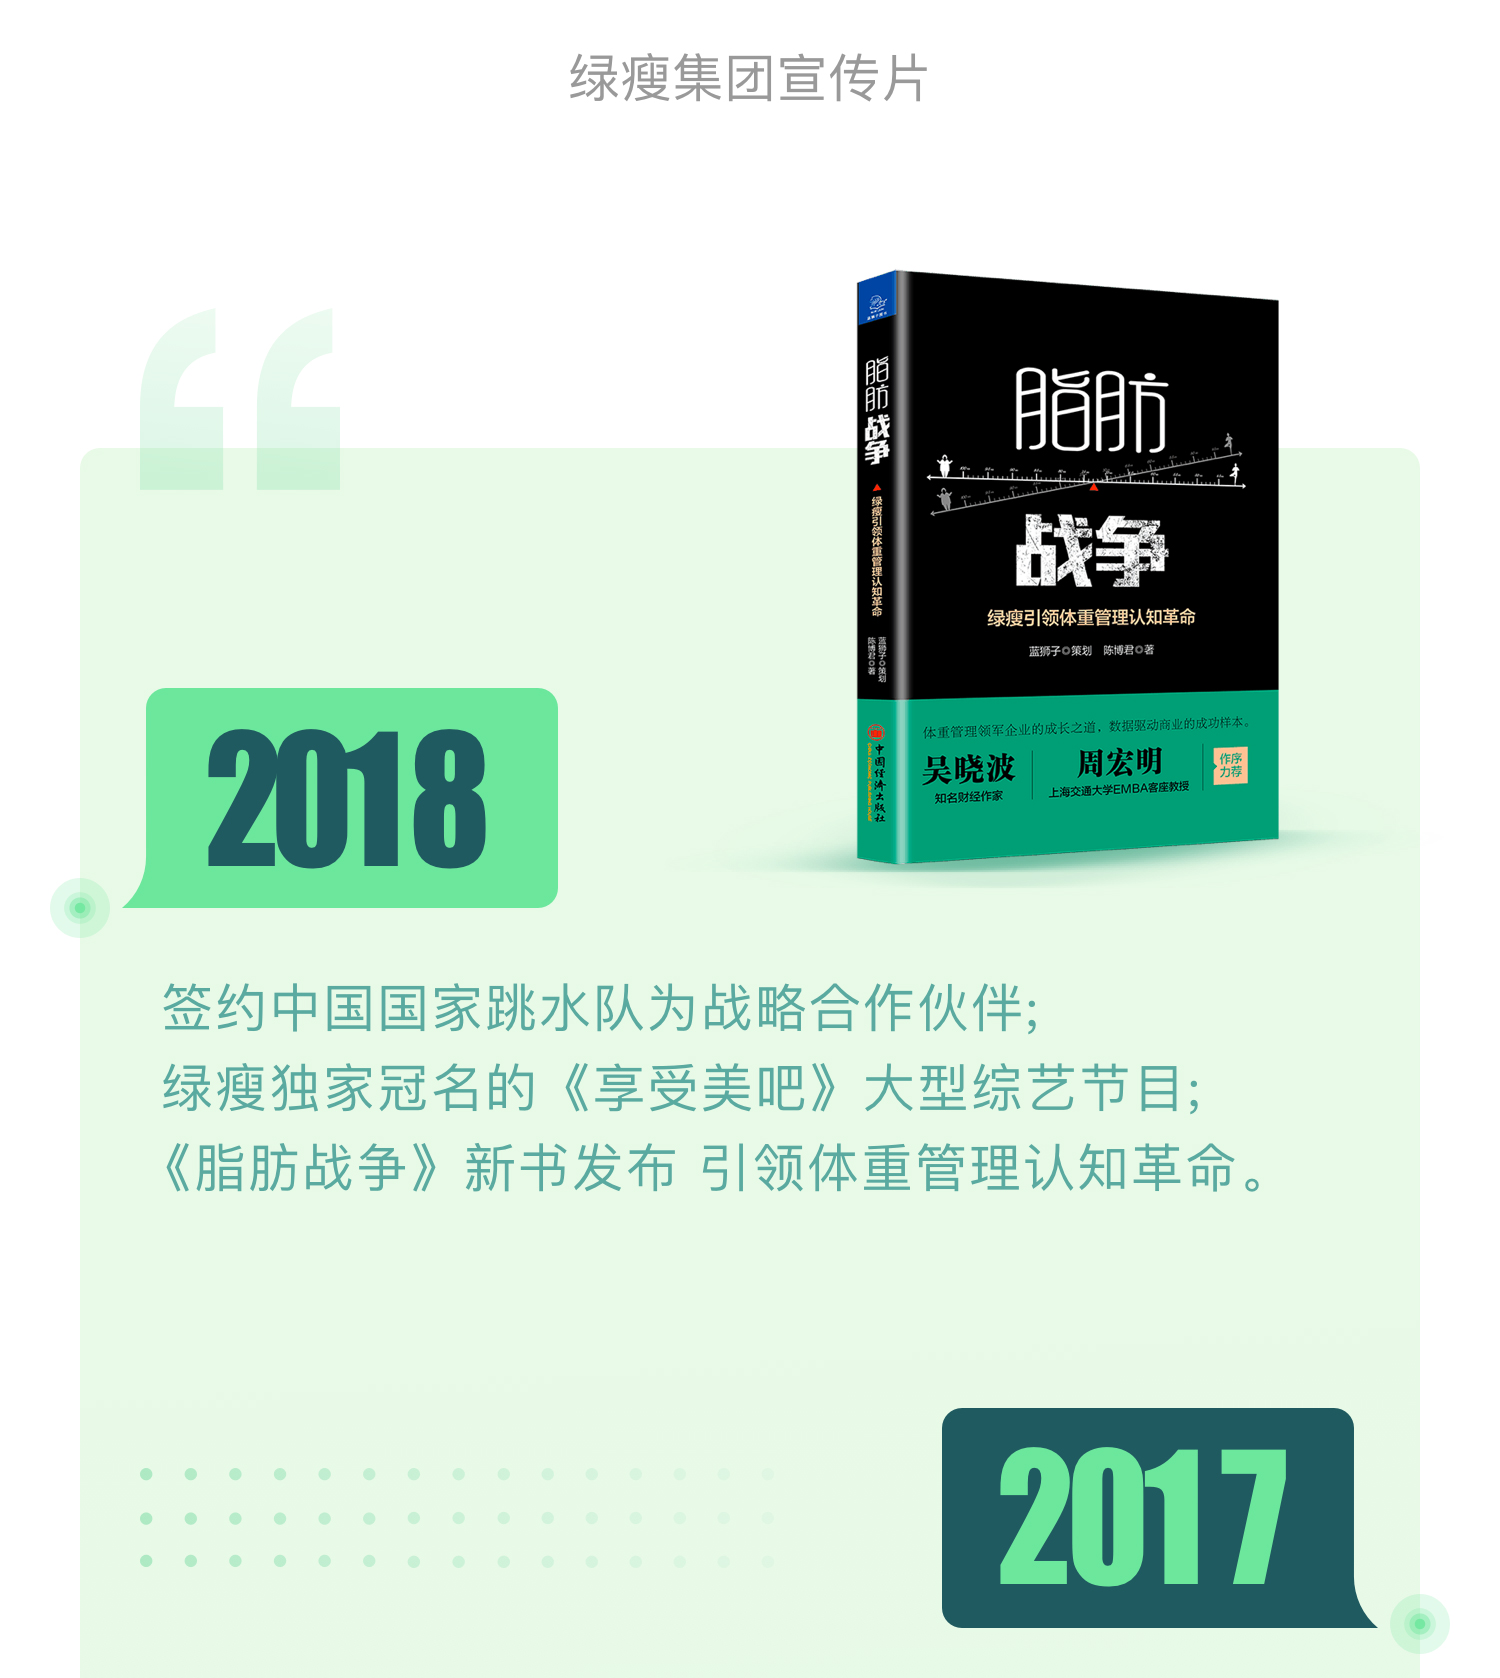 绿瘦集团宣传片
脂肪
战争
绿瘦引领体重管理认知革命
蓝狮子◎策划 陈博君◎著
体重管理领军企业的成长之道，数据驱动商业的成功样本。
吴晓波
知名财经作家
周宏明
上海交通大学EMBA客座教授
作序
力荐
脂肪
战争
绿瘦引领体重管理认知革命
蓝狮子◎策划
陈博君◎著
中国经济出版社
2018
签约中国国家跳水队为战略合作伙伴;
绿瘦独家冠名的《享受美吧》大型综艺节目;
《脂肪战争》新书发布 引领体重管理认知革命。
2017